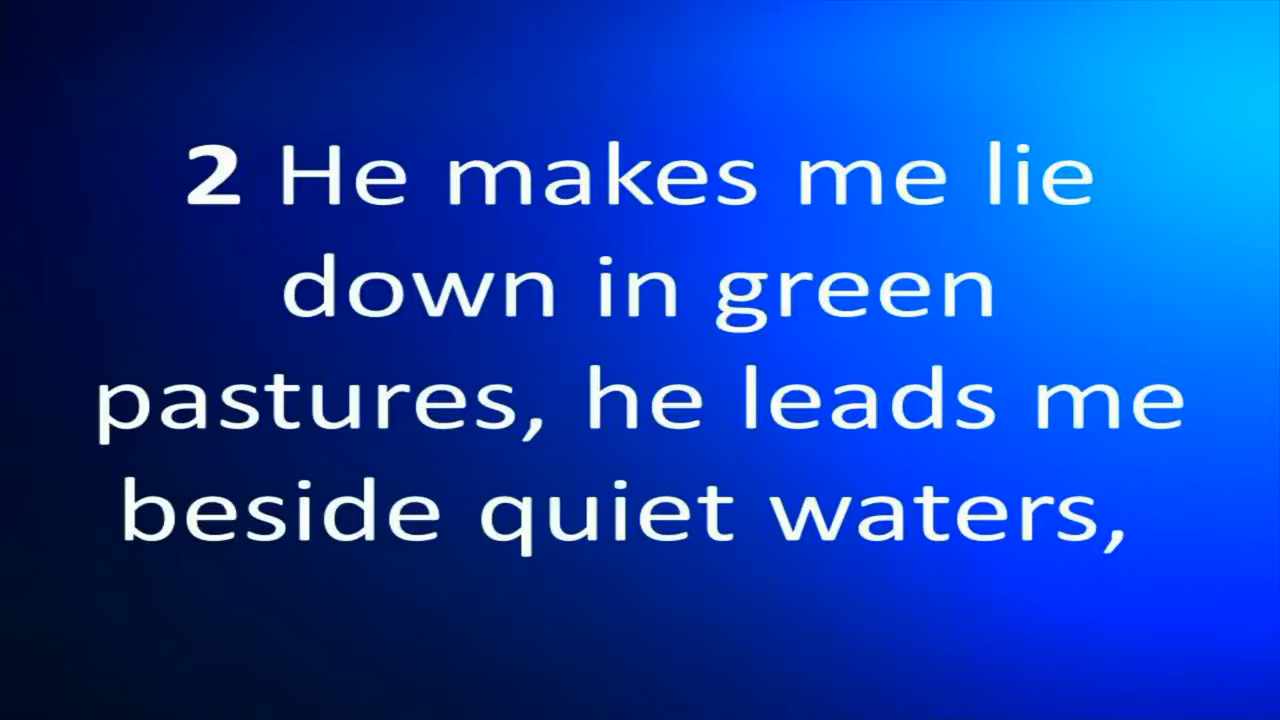 2 He makes me lie
down in green
pastures, he leads me
beside quiet waters,